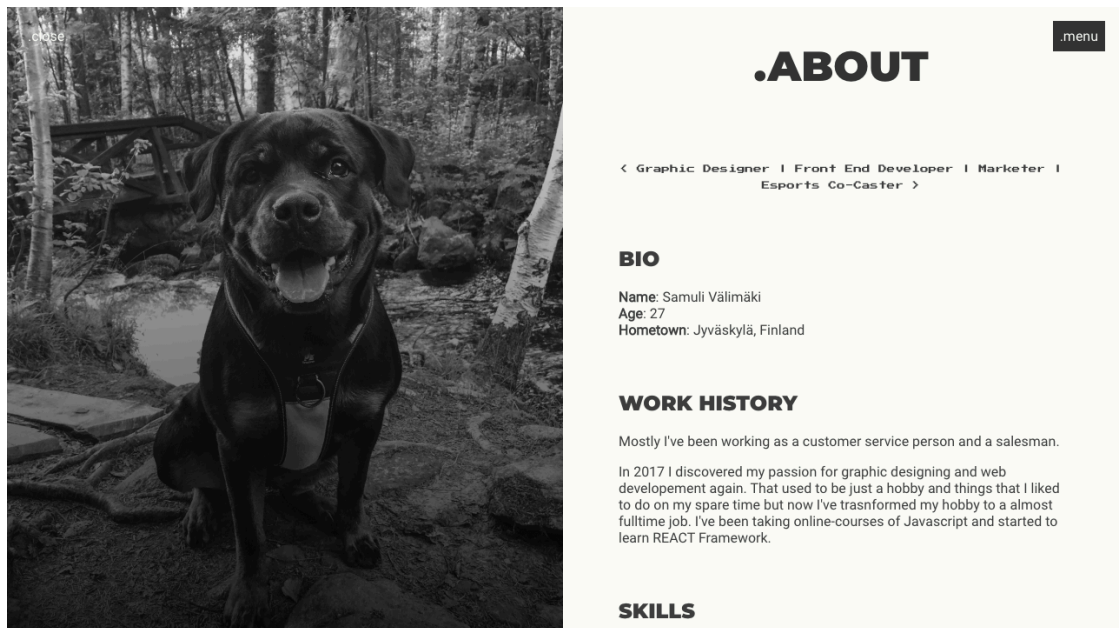 .close
.menu
.ABOUT
< Graphic Designer | Front End Developer | Marketer |
Esports Co-Caster >
BIO
Name: Samuli Välimäki
Age: 27
Hometown: Jyväskylä, Finland
WORK HISTORY
Mostly I've been working as a customer service person and a salesman.
In 2017 I discovered my passion for graphic designing and web
developement again. That used to be just a hobby and things that I liked
to do on my spare time but now I've trasnformed my hobby to a almost
fulltime job. I've been taking online-courses of Javascript and started to
learn REACT Framework.
SKILLS